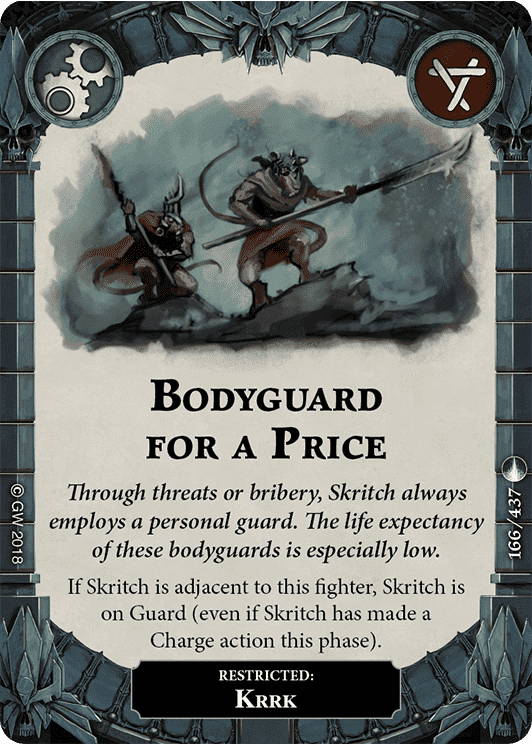 Bodyguard
for a Price
Through threats or bribery, Skritch always
employs a personal guard. The life expectancy
of these bodyguards is especially low.
If Skritch is adjacent to this fighter, Skritch is
on Guard (even if Skritch has made a
Charge action this phase).
RESTRICTED:
Krrk
© GW 2018
166/437